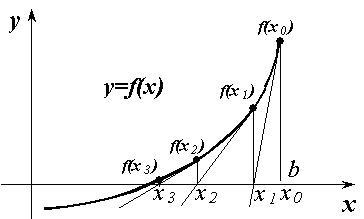 y
f(x₀)
y=f(x)
f(x₁)
f(x₂)
f(x₃)
b
x₃ x₂ x₁ x₀
x